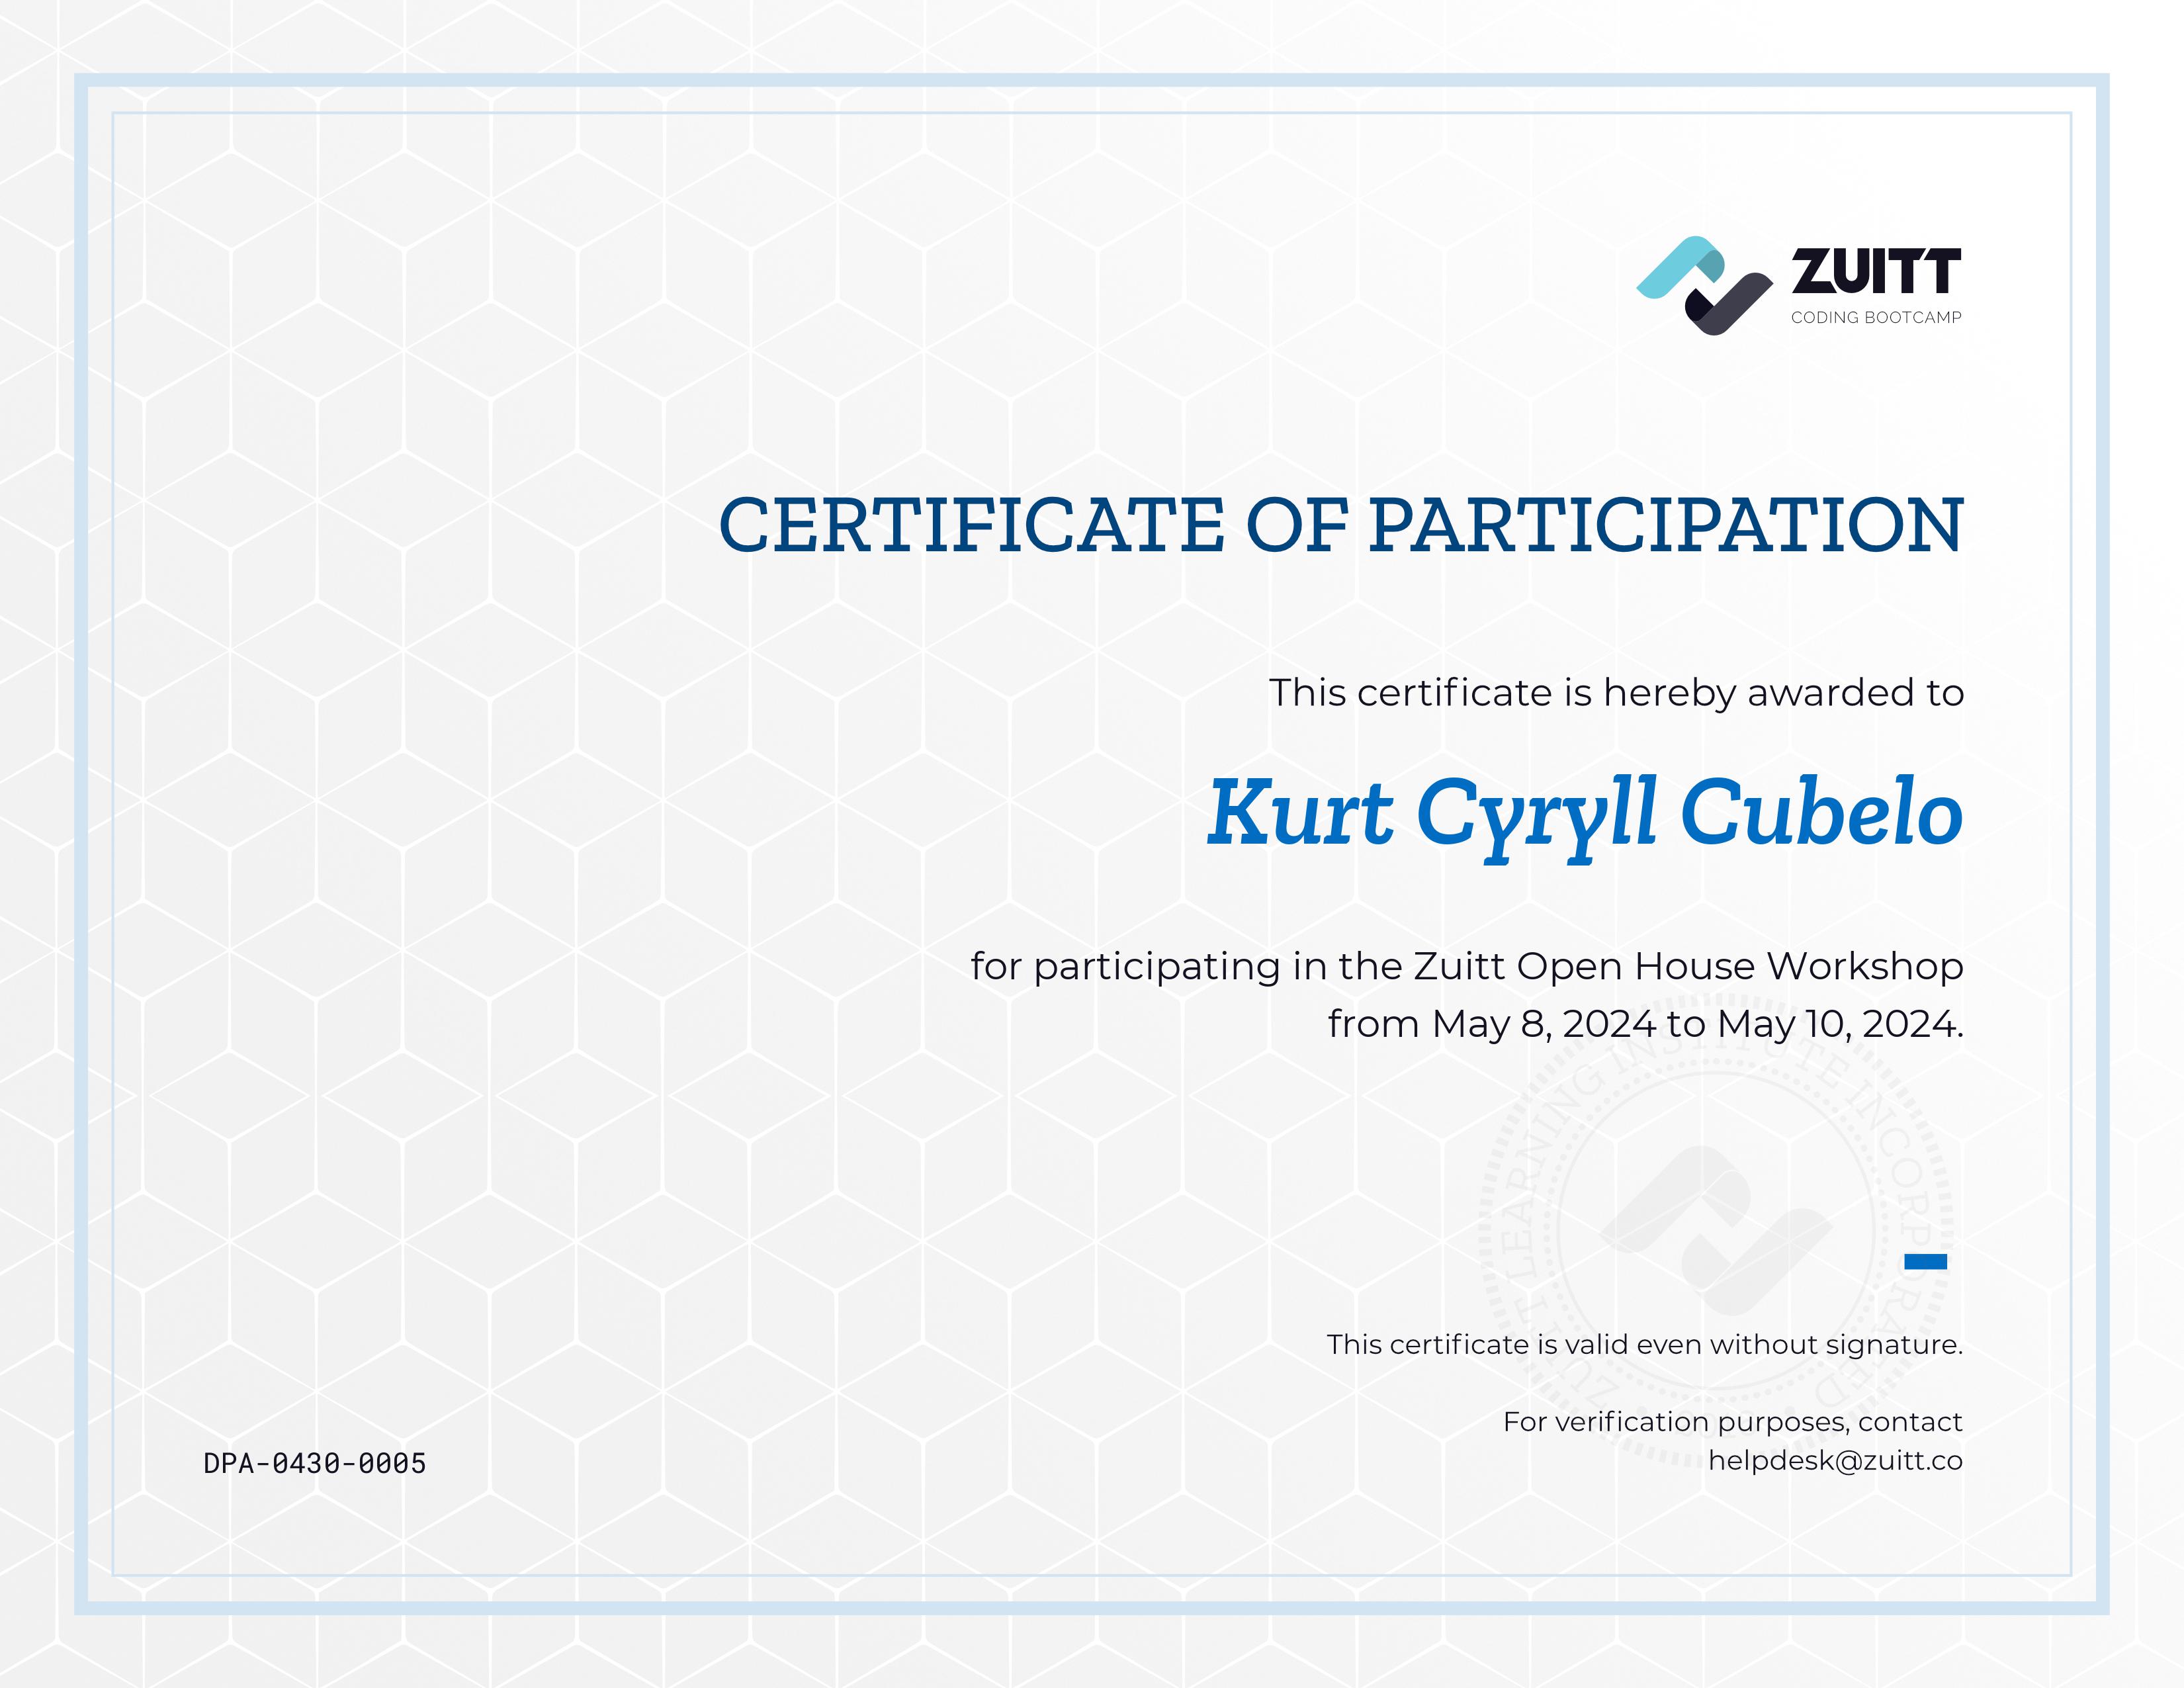 ZUITT
CODING BOOTCAMP
CERTIFICATE OF PARTICIPATION
This certificate is hereby awarded to
Kurt Cyryll Cubelo
for participating in the Zuitt Open House Workshop
from May 8, 2024 to May 10, 2024.
ZUITT LEARNING INSTITUTE INCORPORATED
This certificate is valid even without signature.
For verification purposes, contact
helpdesk@zuitt.co
DPA-0430-0005